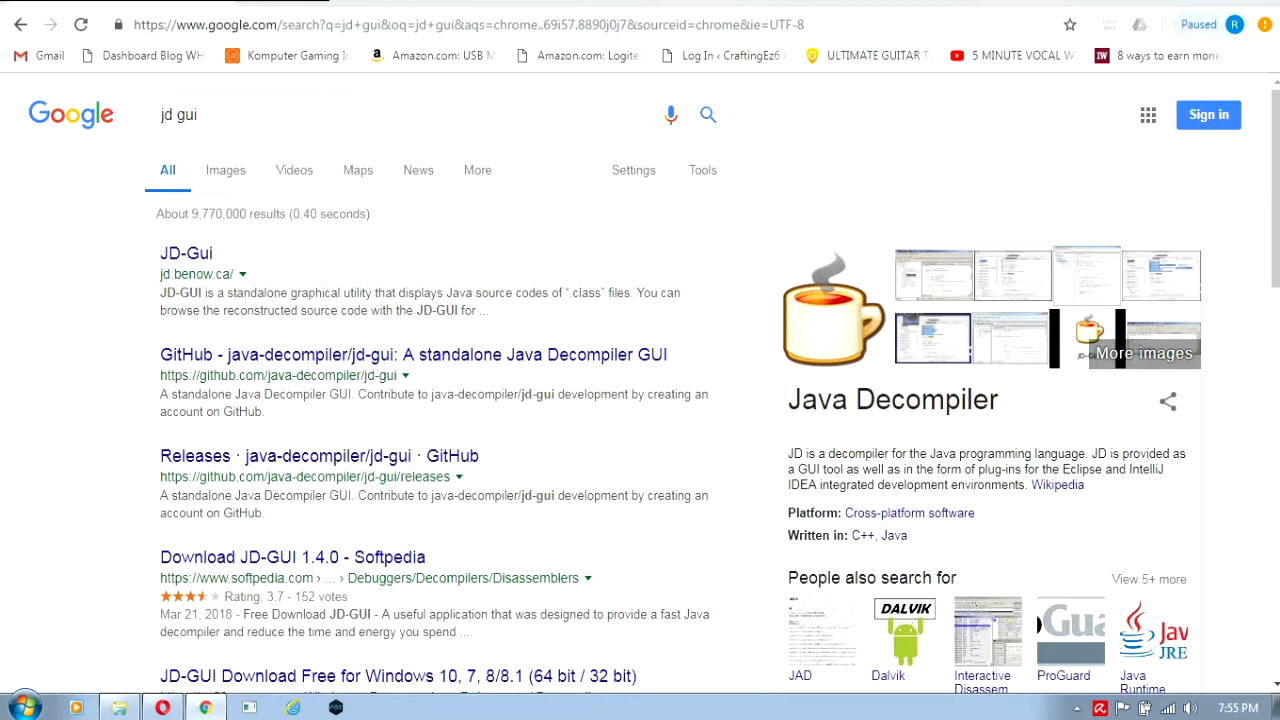 https://www.google.com/search?q=jd+gui&oq=jd+gui&aqs=chrome..69i57.8890j0j7&sourceid=chrome&ie=UTF-8
Paused
R
Gmail
Dashboard Blog WH
Komputer Gaming In
Amazon.com: USB M
Amazon.com: Logite
Log In ‹ CraftingEz6
ULTIMATE GUITAR T
5 MINUTE VOCAL W
IW
8 ways to earn mone
Google
jd gui
Sign in
All
Images
Videos
Maps
News
More
Settings
Tools
About 9,770,000 results (0.40 seconds)
JD-Gui
jd.benow.ca/
JD-GUI is a standalone graphical utility that displays Java source codes of ".class" files. You can
browse the reconstructed source code with the JD-GUI for ...
GitHub - java-decompiler/jd-gui: A standalone Java Decompiler GUI
https://github.com/java-decompiler/jd-gui
A standalone Java Decompiler GUI. Contribute to java-decompiler/jd-gui development by creating an
account on GitHub.
Releases · java-decompiler/jd-gui · GitHub
https://github.com/java-decompiler/jd-gui/releases
A standalone Java Decompiler GUI. Contribute to java-decompiler/jd-gui development by creating an
account on GitHub.
Download JD-GUI 1.4.0 - Softpedia
https://www.softpedia.com › ... › Debuggers/Decompilers/Disassemblers
Rating: 3.7 - 152 votes
Mar 21, 2018 - Free JD-GUI - A useful application that was designed to provide a fast
decompiler and the time and energy you spend ...
JD-GUI Download Free for Windows 10, 7, 8/8.1 (64 bit / 32 bit)
More images
Java Decompiler
JD is a decompiler for the Java programming language. JD is provided as
a GUI tool as well as in the form of plug-ins for the Eclipse and IntelliJ
IDEA integrated development environments. Wikipedia
Platform: Cross-platform software
Written in: C++, Java
People also search for
View 5+ more
DALVIK
Gua
Jav
JRE
JAD
Dalvik
Interactive
Disassem
ProGuard
Java
Runtime
7:55 PM